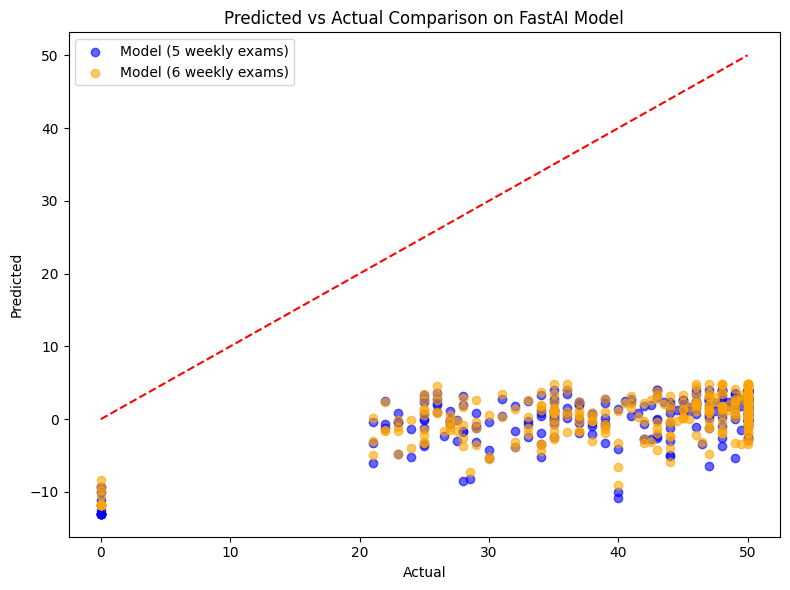 Predicted vs Actual Comparison on FastAI Model
Model (5 weekly exams)
Model (6 weekly exams)
50
40
30
20
10
0
−10
Predicted
0
10
20
30
40
50
Actual